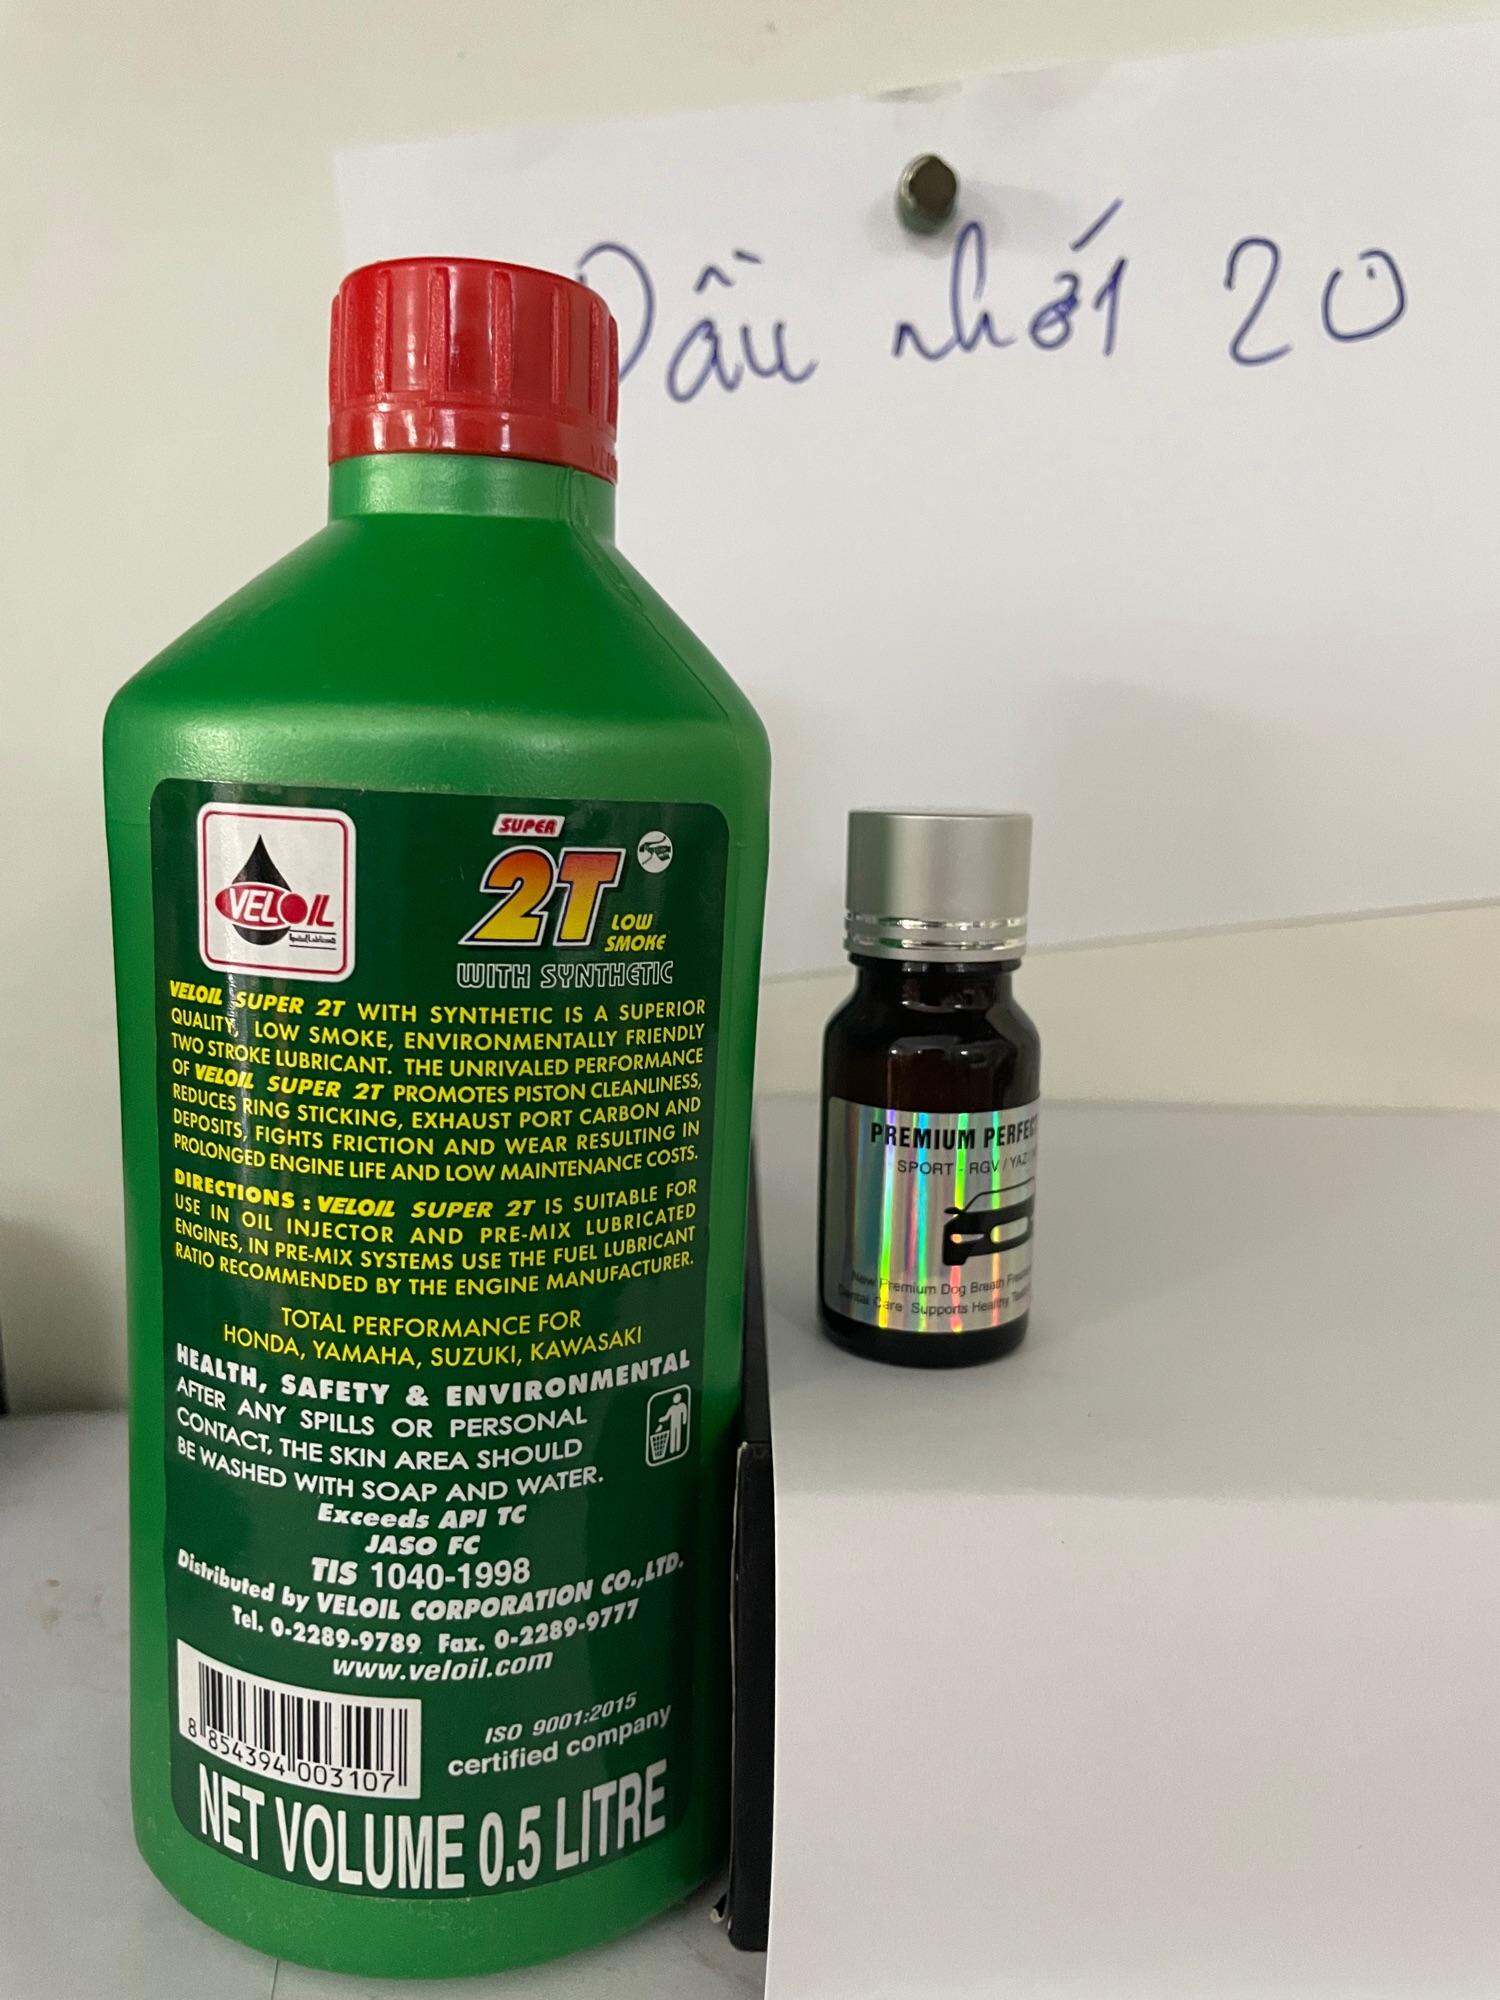 Dầu nhớt 20
VELOIL
SUPER
2T
LOW
SMOKE
WITH SYNTHETIC
VELOIL SUPER 2T WITH SYNTHETIC IS A SUPERIOR
QUALITY, LOW SMOKE, ENVIRONMENTALLY FRIENDLY
TWO STROKE LUBRICANT. THE UNRIVALED PERFORMANCE
OF VELOIL SUPER 2T PROMOTES PISTON CLEANLINESS,
REDUCES RING STICKING, EXHAUST PORT CARBON AND
DEPOSITS, FIGHTS FRICTION AND WEAR RESULTING IN
PROLONGED ENGINE LIFE AND LOW MAINTENANCE COSTS.
DIRECTIONS : VELOIL SUPER 2T IS SUITABLE FOR
USE IN OIL INJECTOR AND PRE-MIX LUBRICATED
ENGINES, IN PRE-MIX SYSTEMS USE THE FUEL LUBRICANT
RATIO RECOMMENDED BY THE ENGINE MANUFACTURER.
TOTAL PERFORMANCE FOR
HONDA, YAMAHA, SUZUKI, KAWASAKI
HEALTH, SAFETY & ENVIRONMENTAL
AFTER ANY SPILLS OR PERSONAL
CONTACT, THE SKIN AREA SHOULD
BE WASHED WITH SOAP AND WATER.
Exceeds API TC
JASO FC
TIS 1040-1998
Distributed by VELOIL CORPORATION CO.,LTD.
Tel. 0-2289-9789 Fax. 0-2289-9777
www.veloil.com
8 854394 003107
ISO 9001:2015
certified company
NET VOLUME 0.5 LITRE
PREMIUM
SPORT - RGV /
New Premium Dog Breath
Dental Care Supports Healthy